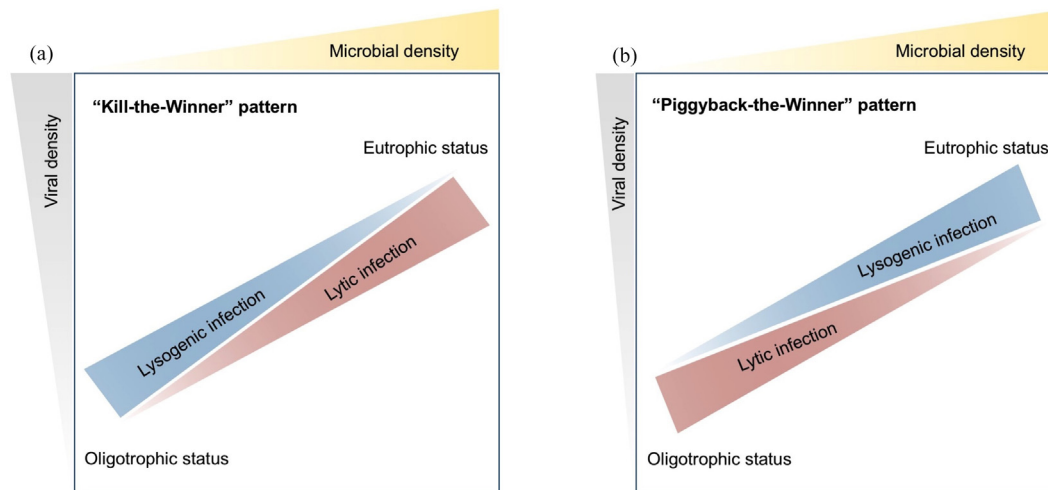 (a)
Microbial density
Viral density
“Kill-the-Winner” pattern
Eutrophic status
Lysogenic infection
Lytic infection
Oligotrophic status
(b)
Microbial density
Viral density
“Piggyback-the-Winner” pattern
Eutrophic status
Lysogenic infection
Lytic infection
Oligotrophic status